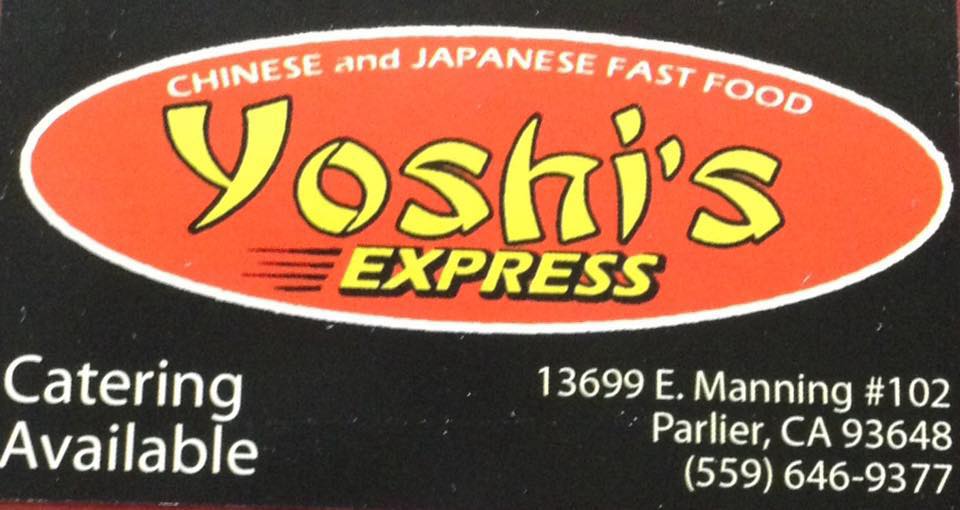 CHINESE and JAPANESE FAST FOOD
Yoshi's
EXPRESS
Catering
Available
13699 E. Manning #102
Parlier, CA 93648
(559) 646-9377